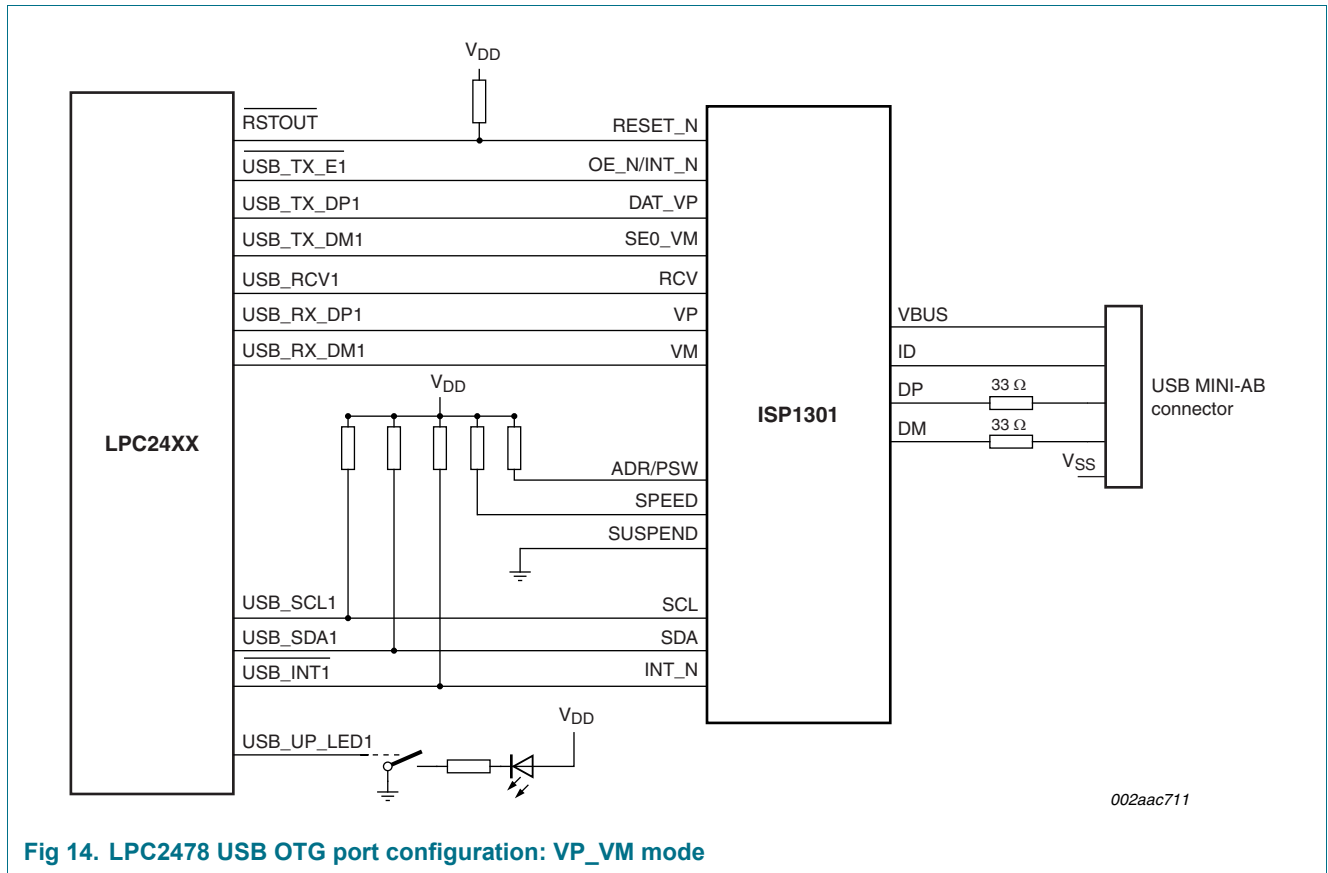 VDD
RSTOUT
RESET_N
USB_TX_E1
OE_N/INT_N
USB_TX_DP1
DAT_VP
USB_TX_DM1
SE0_VM
USB_RCV1
RCV
USB_RX_DP1
VP
USB_RX_DM1
VM
VBUS
ID
DP
33 Ω
DM
33 Ω
VSS
USB MINI-AB
connector
VDD
LPC24XX
ISP1301
ADR/PSW
SPEED
SUSPEND
USB_SCL1
SCL
USB_SDA1
SDA
USB_INT1
INT_N
USB_UP_LED1
VDD
002aac711
Fig 14. LPC2478 USB OTG port configuration: VP_VM mode